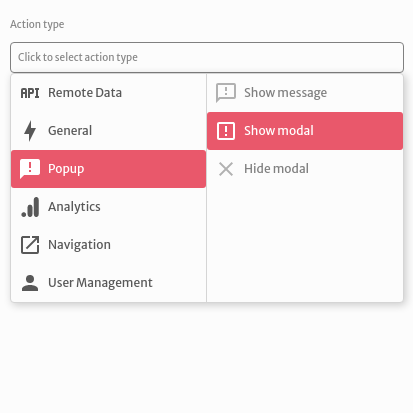 Action type
Click to select action type
API Remote Data
General
Popup
Analytics
Navigation
User Management
Show message
Show modal
Hide modal